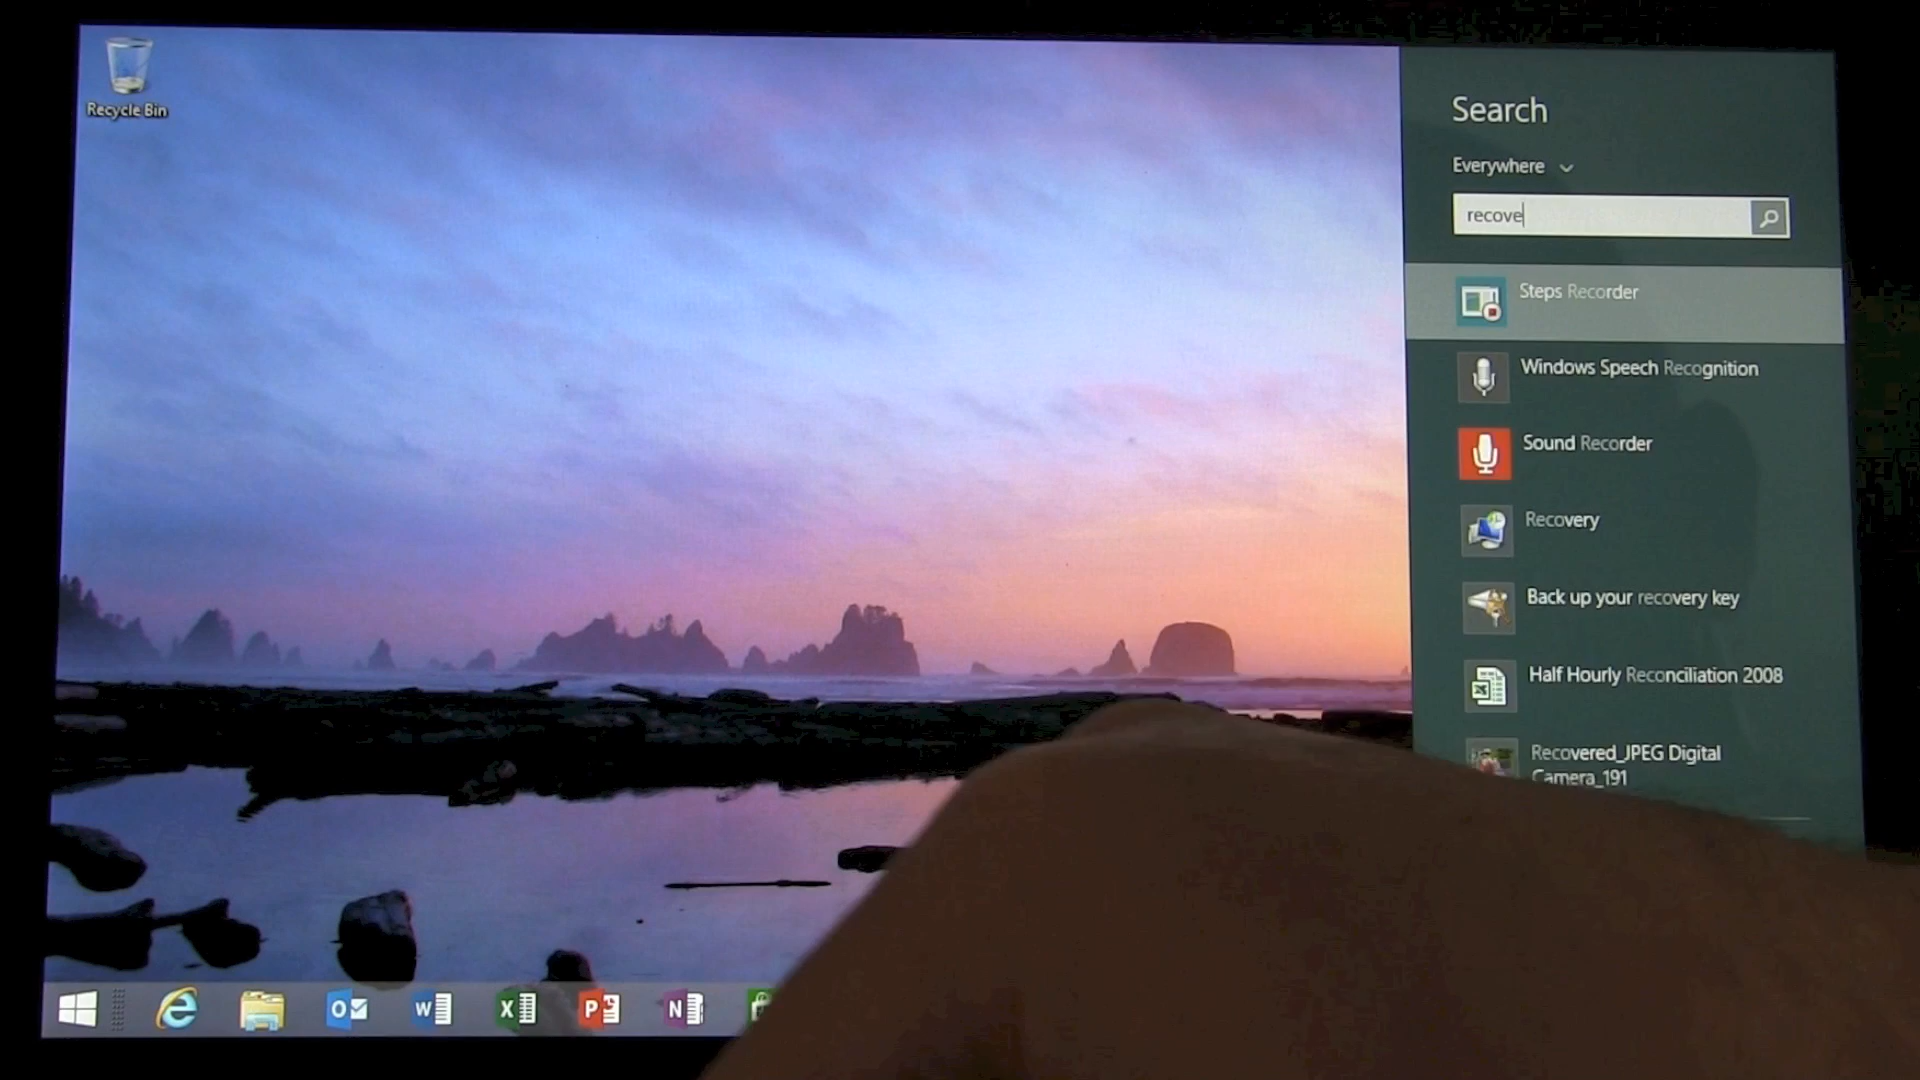 Recycle Bin
Search
Everywhere
recove
Steps Recorder
Windows Speech Recognition
Sound Recorder
Recovery
Back up your recovery key
Half Hourly Reconciliation 2008
Recovered_JPEG Digital
Camera_191